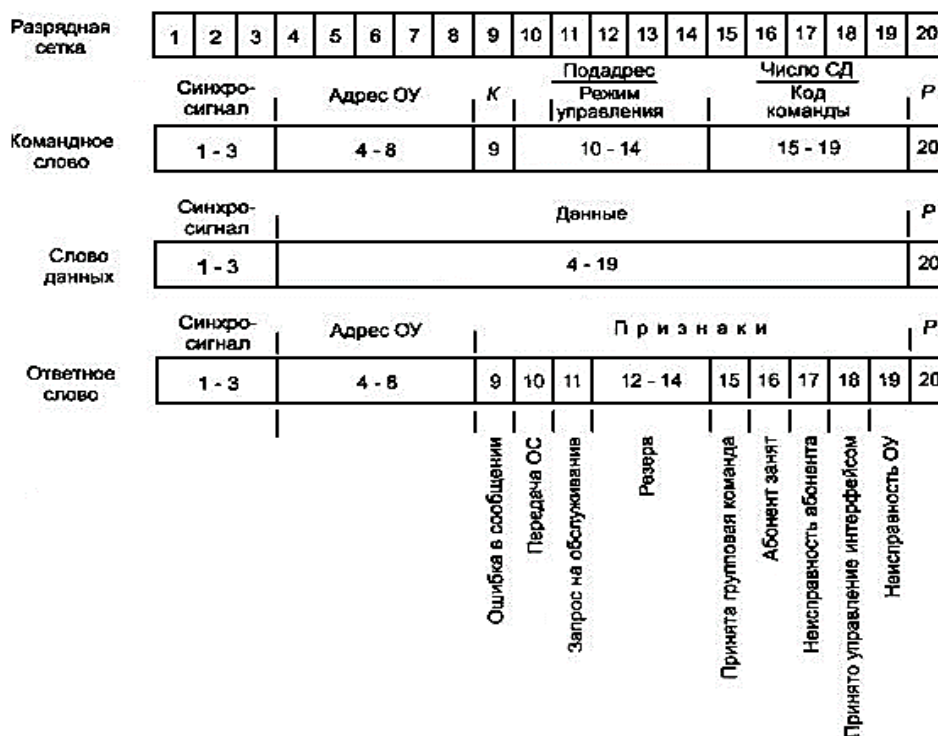 Разрядная сетка
1 2 3 4 5 6 7 8 9 10 11 12 13 14 15 16 17 18 19 20
Синхро-
сигнал
Адрес ОУ
К
Подадрес
Режим
управления
Число СД
Код
команды
Р
Командное
слово
1 - 3
4 - 8
9
10 - 14
15 - 19
20
Синхро-
сигнал
Данные
Р
Слово
данных
1 - 3
4 - 19
20
Синхро-
сигнал
Адрес ОУ
Признаки
Р
Ответное
слово
1 - 3
4 - 8
9
10
11
12 - 14
15
16
17
18
19
20
Ошибка в сообщении
Передача ОС
Запрос на обслуживание
Резерв
Принята групповая команда
Абонент занят
Неисправность абонента
Принято управление интерфейсом
Неисправность ОУ